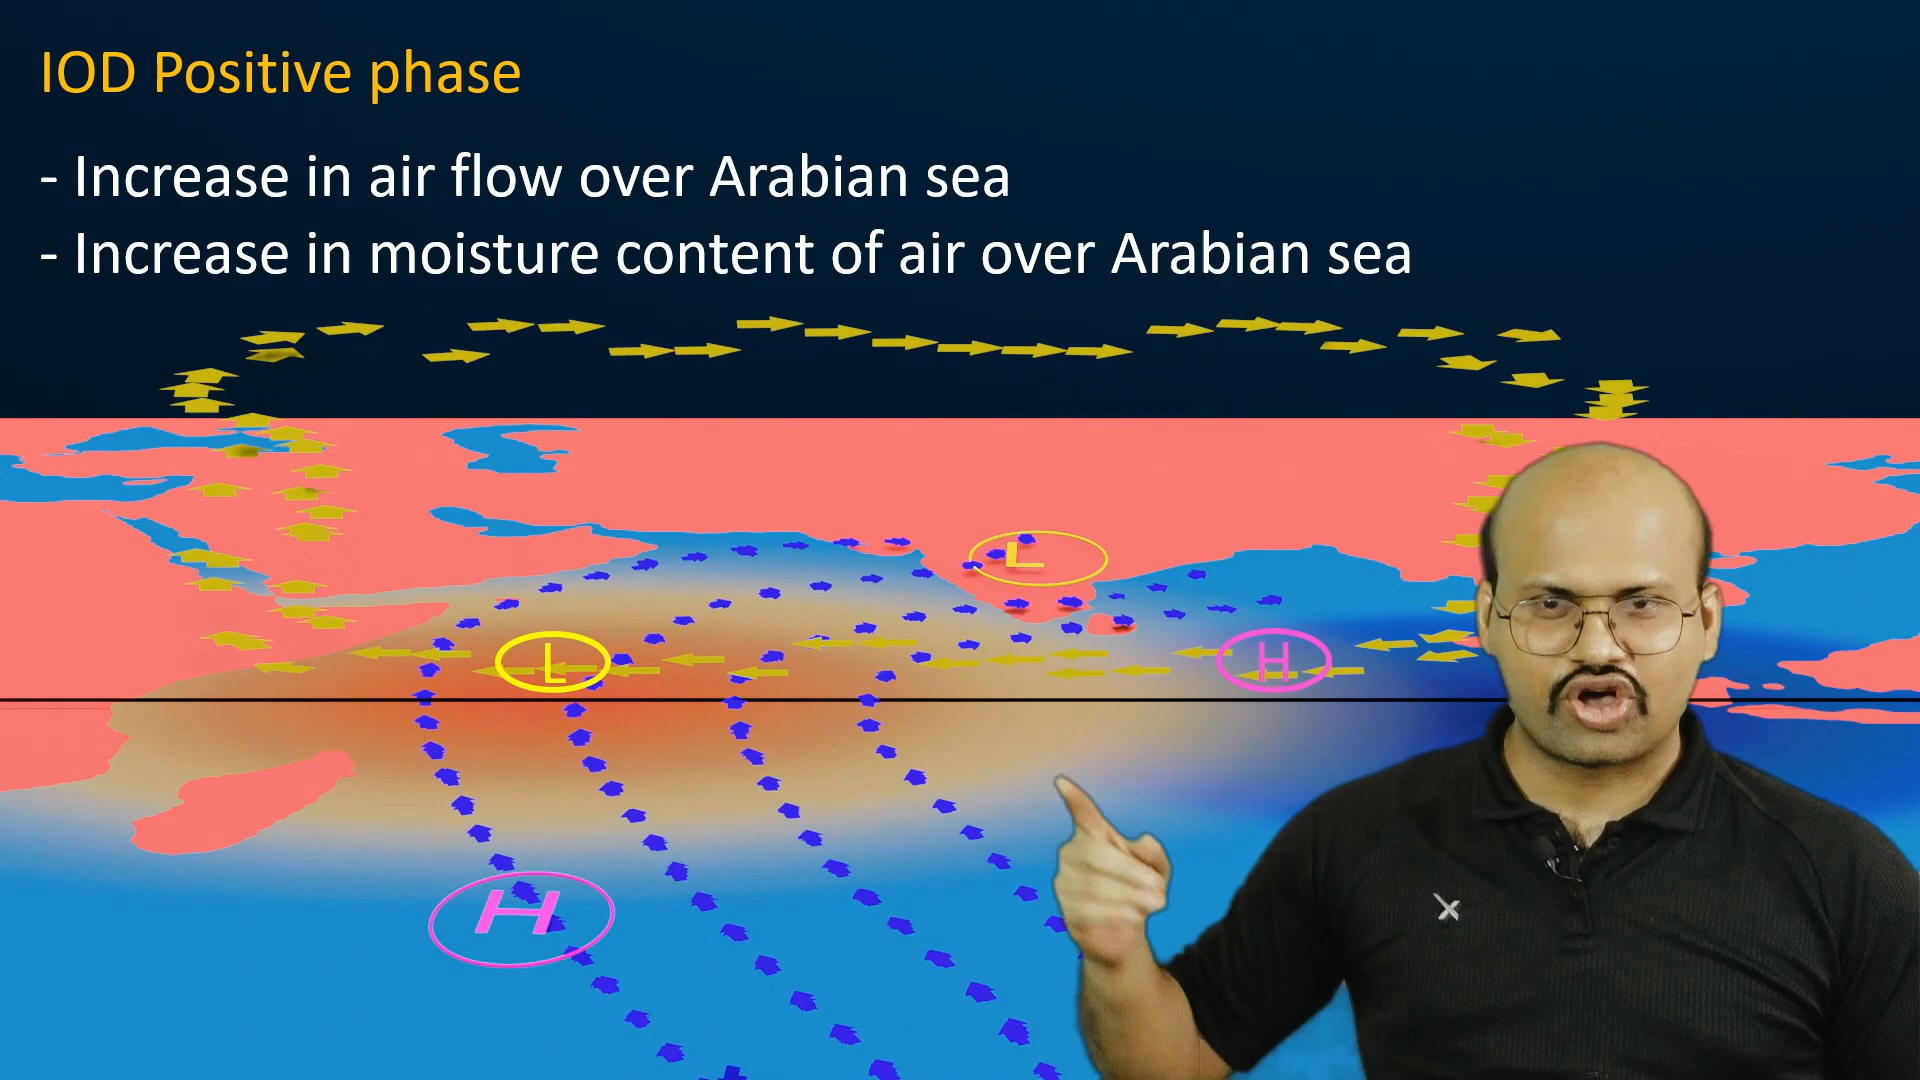 IOD Positive phase
- Increase in air flow over Arabian sea
- Increase in moisture content of air over Arabian sea
L
L
H
H